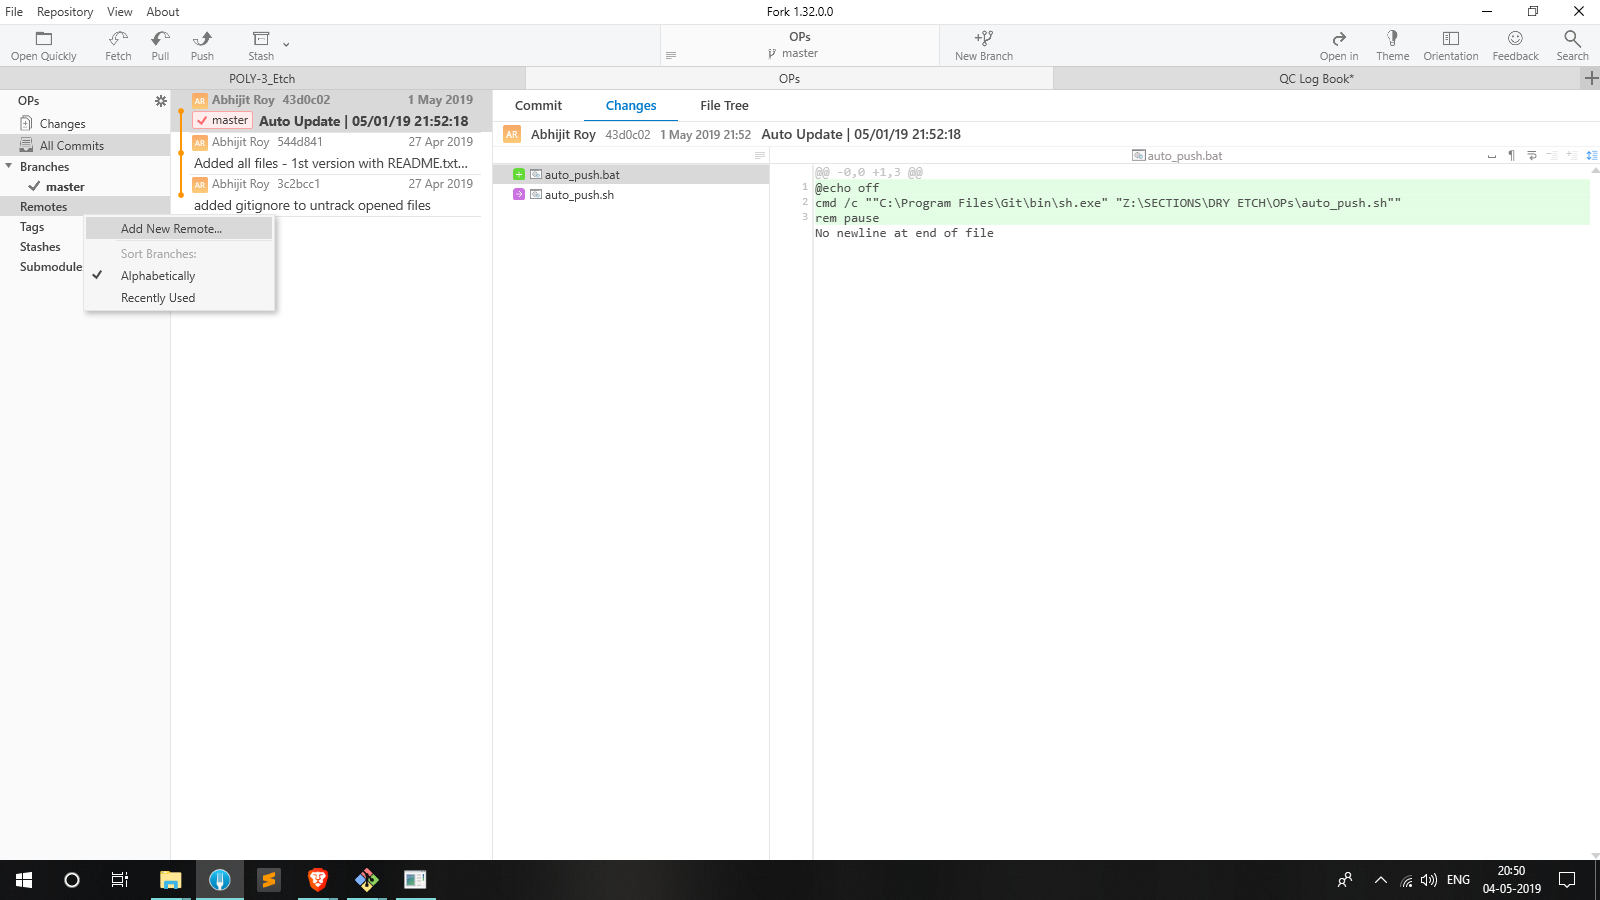 File Repository View About
Fork 1.32.0.0
Open Quickly Fetch Pull Push Stash
OPs
master
New Branch
Open in Theme Orientation Feedback Search
POLY-3_Etch
OPs
QC Log Book*
OPs
Changes
All Commits
Branches
master
Remotes
Tags
Stashes
Submodule
Add New Remote...
Sort Branches:
Alphabetically
Recently Used
AR Abhijit Roy 43d0c02 1 May 2019
master Auto Update | 05/01/19 21:52:18
AR Abhijit Roy 544d841 27 Apr 2019
Added all files - 1st version with README.txt...
AR Abhijit Roy 3c2bcc1 27 Apr 2019
added gitignore to untrack opened files
Commit Changes File Tree
AR Abhijit Roy 43d0c02 1 May 2019 21:52 Auto Update | 05/01/19 21:52:18
auto_push.bat
auto_push.sh
auto_push.bat
@@ -0,0 +1,3 @@
1 @echo off
2 cmd /c ""C:\Program Files\Git\bin\sh.exe" "Z:\SECTIONS\DRY ETCH\OPs\auto_push.sh""
3 rem pause
No newline at end of file
ENG
20:50
04-05-2019